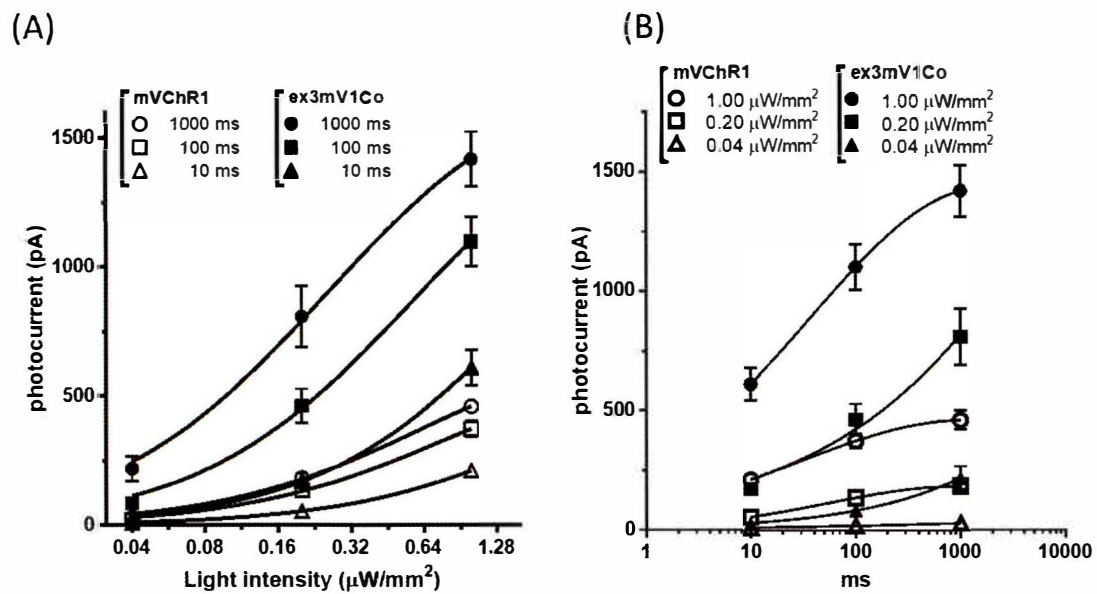 (A)
mVChR1
1000 ms
100 ms
10 ms
ex3mV1Co
1000 ms
100 ms
10 ms
photocurrent (pA)
1500
1000
500
0
0.04 0.08 0.16 0.32 0.64 1.28
Light intensity (μW/mm²)
(B)
mVChR1
1.00 μW/mm²
0.20 μW/mm²
0.04 μW/mm²
ex3mV1Co
1.00 μW/mm²
0.20 μW/mm²
0.04 μW/mm²
photocurrent (pA)
1500
1000
500
0
1 10 100 1000 10000
ms